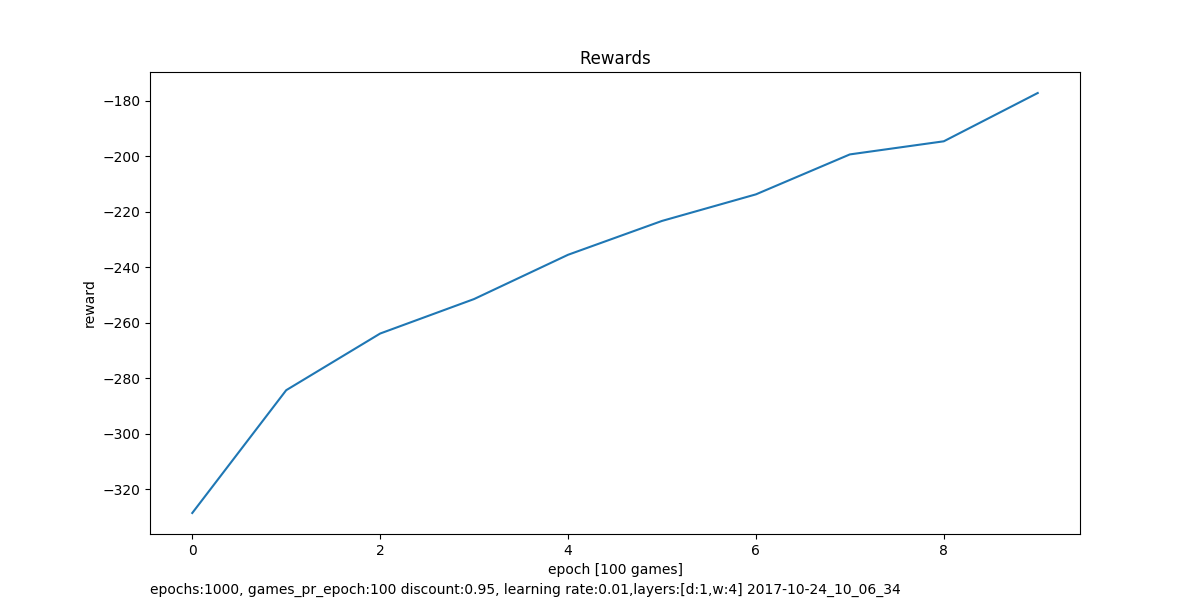 Rewards
−180
−200
−220
−240
−260
−280
−300
−320
reward
0 2 4 6 8
epoch [100 games]
epochs:1000, games_pr_epoch:100 discount:0.95, learning rate:0.01,layers:[d:1,w:4] 2017-10-24_10_06_34